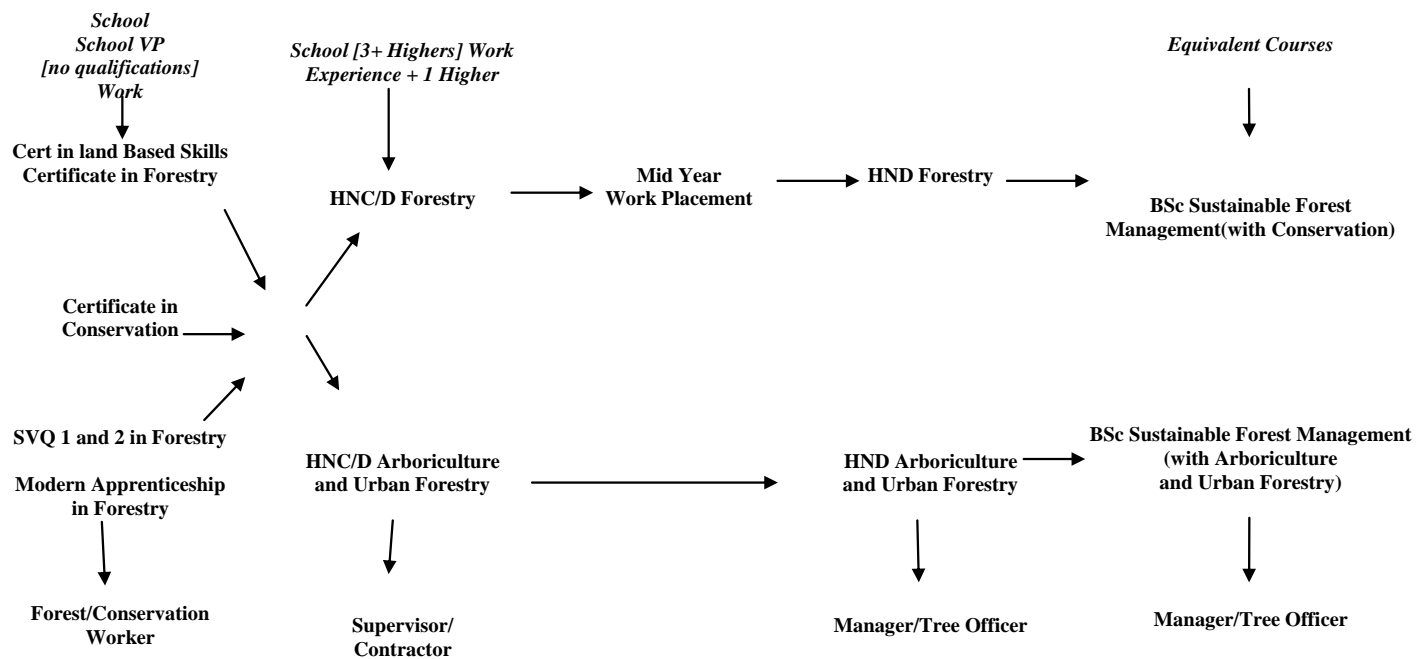 School
School VP
[no qualifications]
Work
School [3+ Highers] Work
Experience + 1 Higher
Equivalent Courses
Cert in land Based Skills
Certificate in Forestry
HNC/D Forestry
Mid Year
Work Placement
HND Forestry
BSc Sustainable Forest
Management(with Conservation)
Certificate in
Conservation
SVQ 1 and 2 in Forestry
Modern Apprenticeship
in Forestry
HNC/D Arboriculture
and Urban Forestry
HND Arboriculture
and Urban Forestry
BSc Sustainable Forest Management
(with Arboriculture
and Urban Forestry)
Forest/Conservation
Worker
Supervisor/
Contractor
Manager/Tree Officer
Manager/Tree Officer